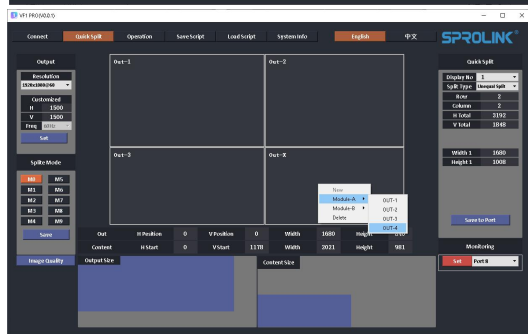 VF1 PRO(V0.0.1)
Connect Quick Split Operation Save Script Load Script System Info English 中文 SPROLINK
Output
Resolution
1920x1080@60
Customized
H 1500
V 1500
Freq 60Hz
Set
Splite Mode
M0 M5
M1 M6
M2 M7
M3 M8
M4 M9
Save
Image Quality
Out-1 Out-2
Out-3 Out-X
New
Module-A OUT-1
Module-B OUT-2
Delete OUT-3
OUT-4
Out H Position 0 V Position 0 Width 1680 Height
Content H Start 0 V Start 1178 Width 2021 Height 981
Output Size Content Size
Quick Split
Display No 1
Split Type Unequal Split
Row 2
Column 2
H Total 3192
V Total 1848
Width 1 1680
Height 1 1008
Save to Port
Monitoring
Set Port 8